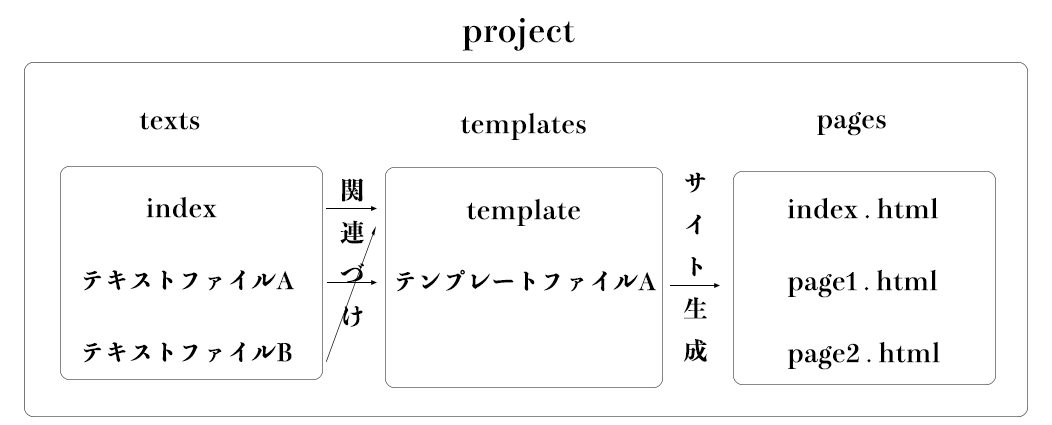 project
texts
templates
pages
index
テキストファイルA
テキストファイルB
関連づけ
template
テンプレートファイルA
サイト生成
index.html
page1.html
page2.html